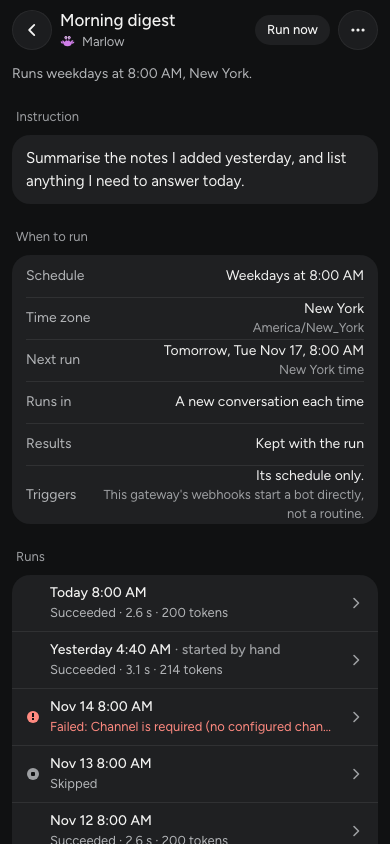 Morning digest
Marlow
Run now
Runs weekdays at 8:00 AM, New York.
Instruction
Summarise the notes I added yesterday, and list
anything I need to answer today.
When to run
Schedule
Weekdays at 8:00 AM
Time zone
New York
America/New_York
Next run
Tomorrow, Tue Nov 17, 8:00 AM
New York time
Runs in
A new conversation each time
Results
Kept with the run
Triggers
Its schedule only.
This gateway's webhooks start a bot directly,
not a routine.
Runs
Today 8:00 AM
Succeeded · 2.6 s · 200 tokens
Yesterday 4:40 AM · started by hand
Succeeded · 3.1 s · 214 tokens
Nov 14 8:00 AM
Failed: Channel is required (no configured chan...
Nov 13 8:00 AM
Skipped
Nov 12 8:00 AM
Succeeded · 2.6 s · 200 tokens